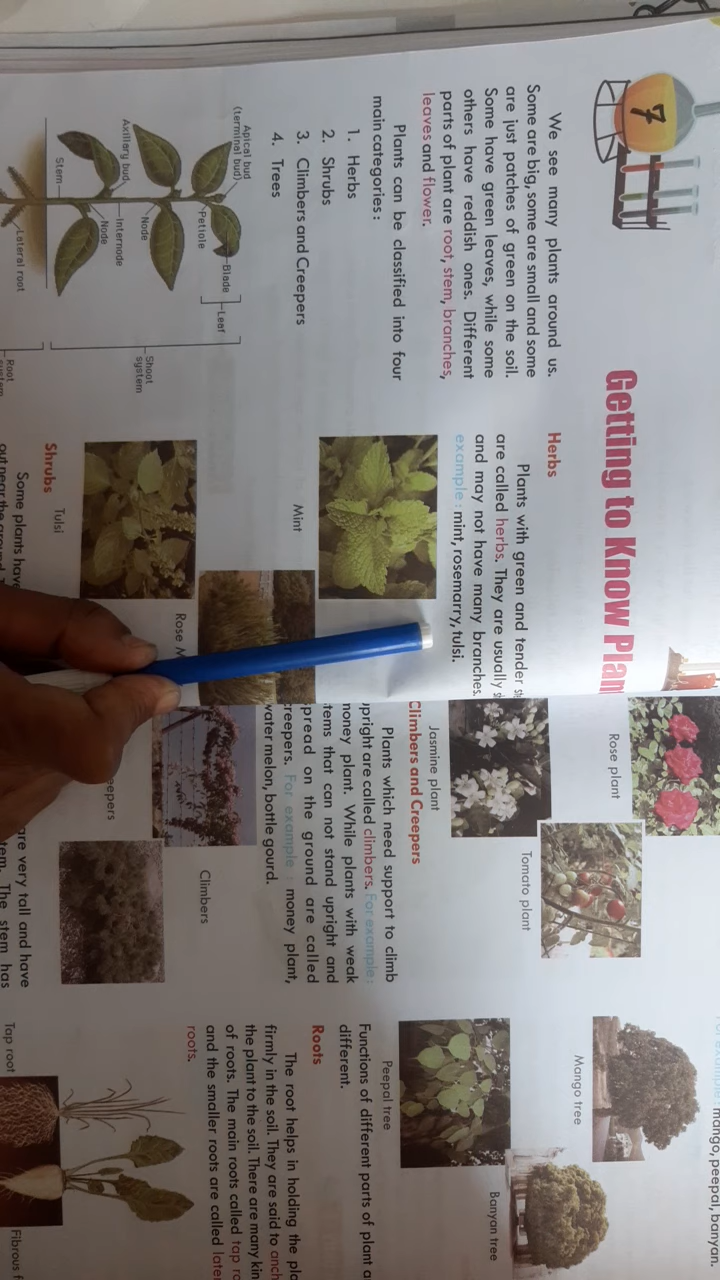 7
Getting to Know Plan
We see many plants around us.
Some are big, some are small and some
are just patches of green on the soil.
Some have green leaves, while some
others have reddish ones. Different
parts of plant are root, stem, branches,
leaves and flower.
Plants can be classified into four
main categories :
1. Herbs
2. Shrubs
3. Climbers and Creepers
4. Trees
Apical bud
(terminal bud)
Axillary bud
Stem
Blade
Leaf
Petiole
Node
Internode
Node
Shoot
system
Lateral root
Root
Herbs
Plants with green and tender
are called herbs. They are usually
and may not have many branches.
example : mint, rosemarry, tulsi.
Mint
Rose
Tulsi
Shrubs
Some plants have
Rose plant
Tomato plant
Jasmine plant
Climbers and Creepers
Plants which need support to climb
upright are called climbers. For example :
money plant. While plants with weak
stems that can not stand upright and
spread on the ground are called
creepers. For example : money plant,
water melon, bottle gourd.
Climbers
eepers
are very tall and have
The stem has
mango, peepal, banyan.
Mango tree
Banyan tree
Peepal tree
Functions of different parts of plant
different.
Roots
The root helps in holding the
firmly in the soil. They are said to
the plant to the soil. There are many
of roots. The main roots called tap
and the smaller roots are called
roots.
Tap root
Fibrous